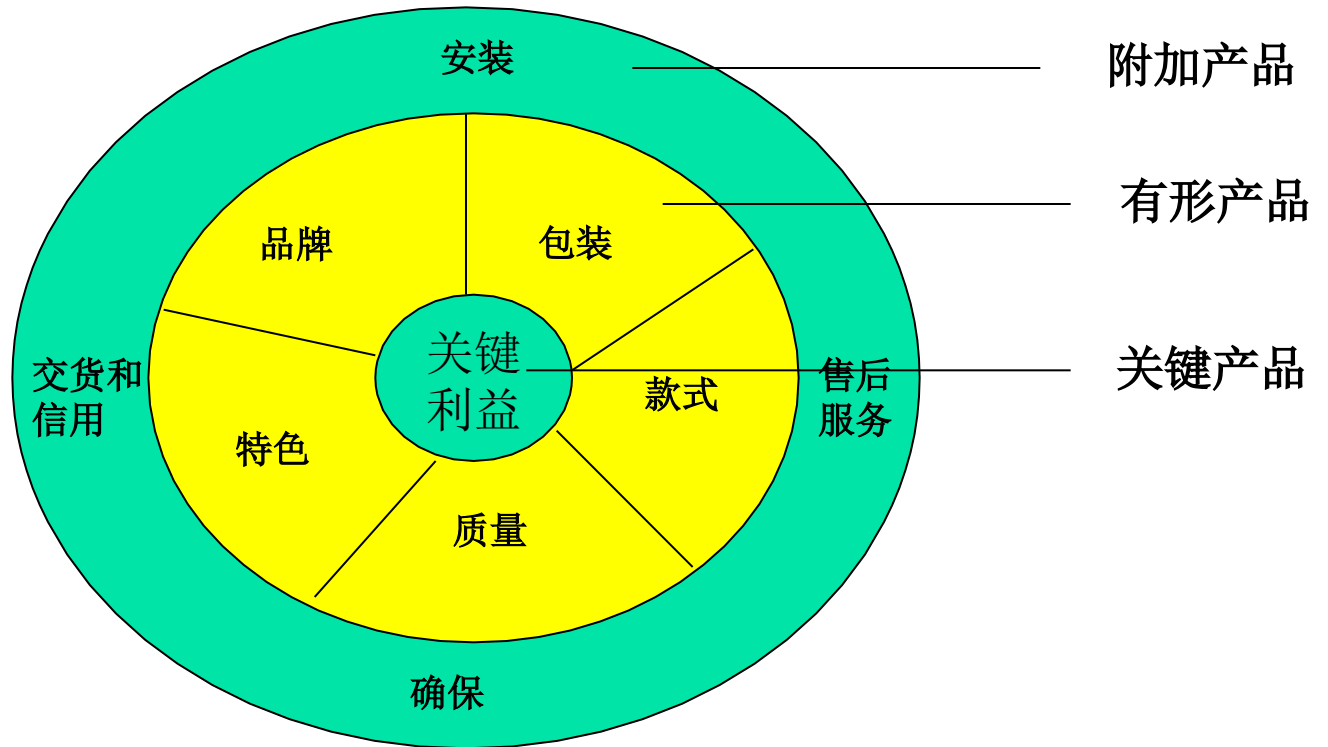 安装
附加产品
有形产品
品牌
包装
关键
利益
关键产品
交货和
信用
款式
售后
服务
特色
质量
确保